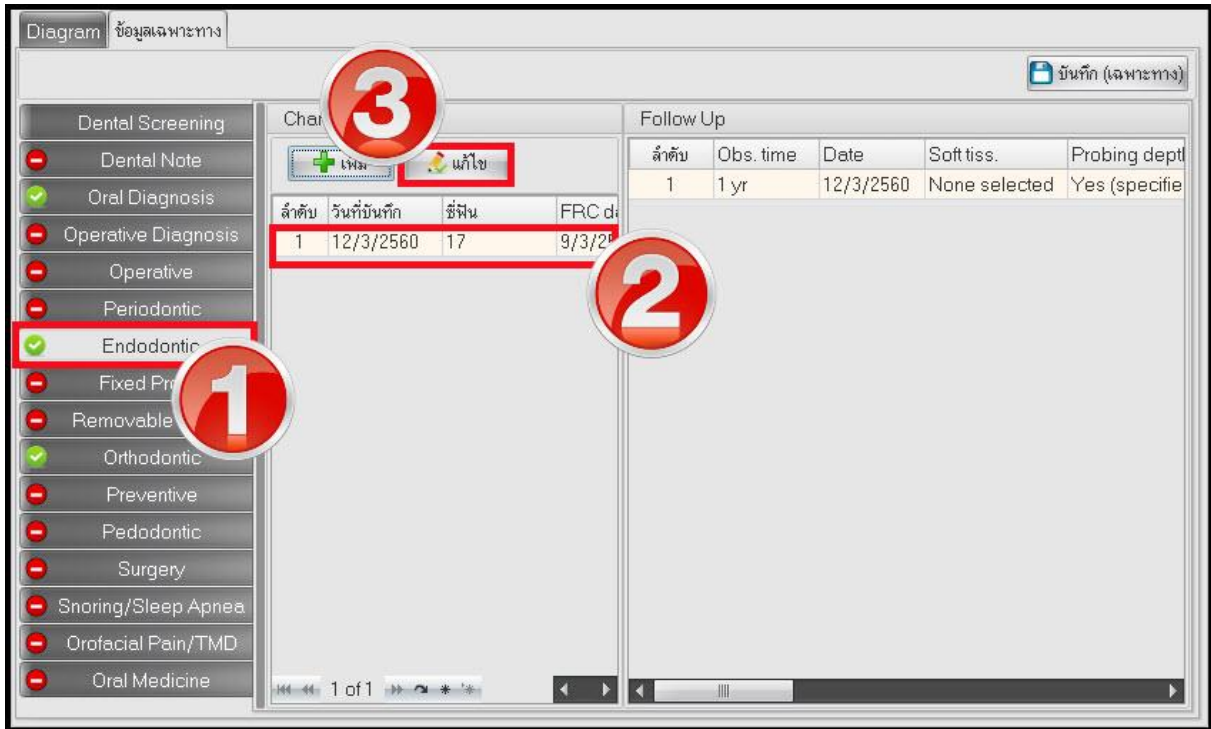 Diagram ข้อมูลเฉพาะทาง
บันทึก (เฉพาะทาง)
Dental Screening
Dental Note
Oral Diagnosis
Operative Diagnosis
Operative
Periodontic
Endodontic
Fixed
Removable
Orthodontic
Preventive
Pedodontic
Surgery
Snoring/Sleep Apnea
Orofacial Pain/TMD
Oral Medicine
3
เพิ่ม แก้ไข
ลำดับ วันที่บันทึก ซี่ฟัน FRC
1 12/3/2560 17 9/3/25
2
1
1 of 1
Follow Up
ลำดับ Obs. time Date Soft tiss. Probing dept
1 1 yr 12/3/2560 None selected Yes (specifie